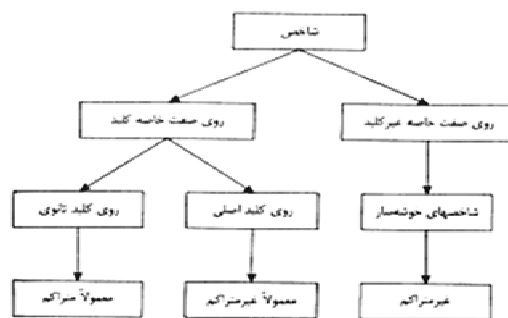 شاخص
روی صفت خاصه غیرکلید
روی صفت خاصه کلید
شاخصهای خوشه‌ساز
روی کلید اصلی
روی کلید ثانوی
غیرمتراکم
معمولاً غیرمتراکم
معمولاً متراکم